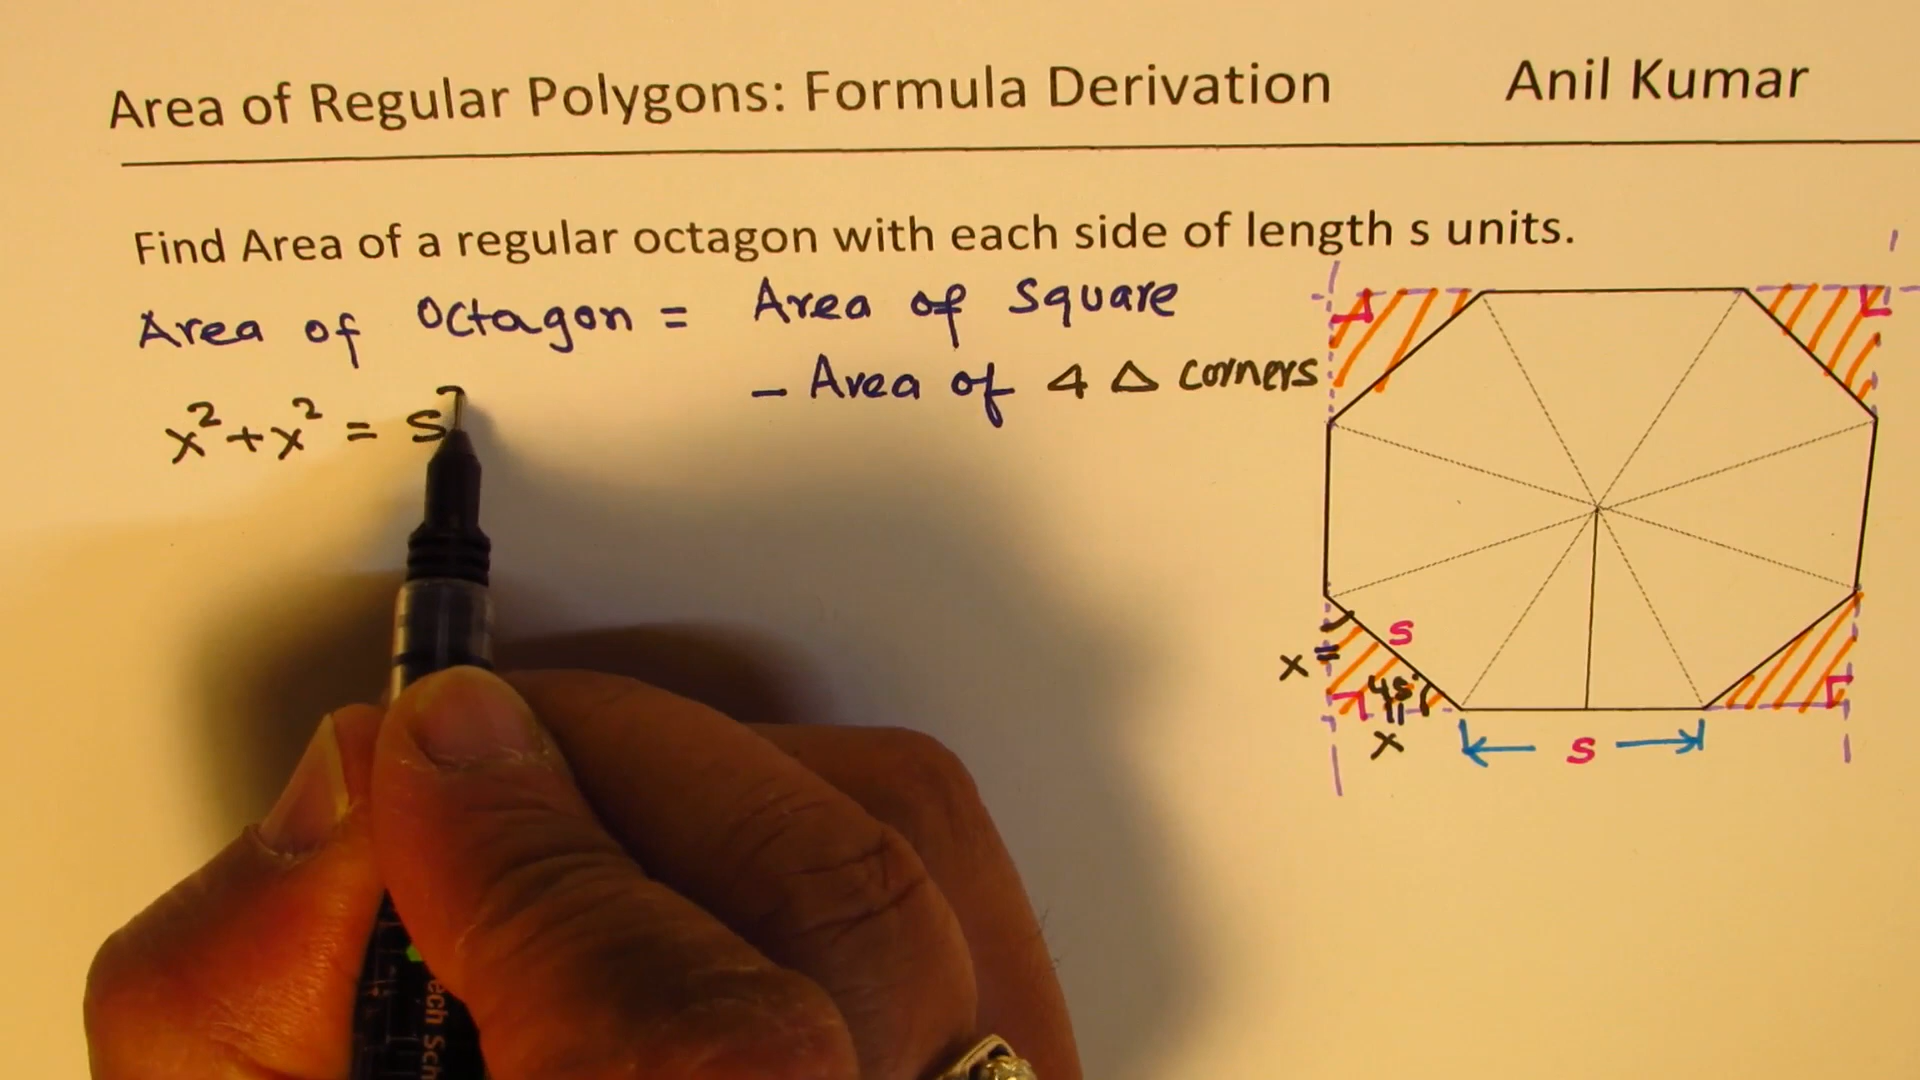 Area of Regular Polygons: Formula Derivation Anil Kumar
Find Area of a regular octagon with each side of length s units.
Area of Octagon = Area of Square
- Area of 4 △ corners
x² + x² = s²
s
x
45°
x
s